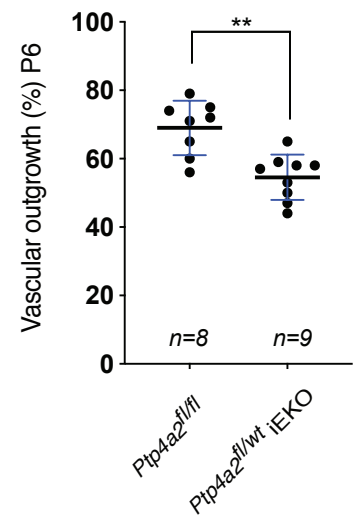 Vascular outgrowth (%) P6
100
80
60
40
20
0
**
n=8
n=9
Ptp4a2fl/fl
Ptp4a2fl/wt iEKO